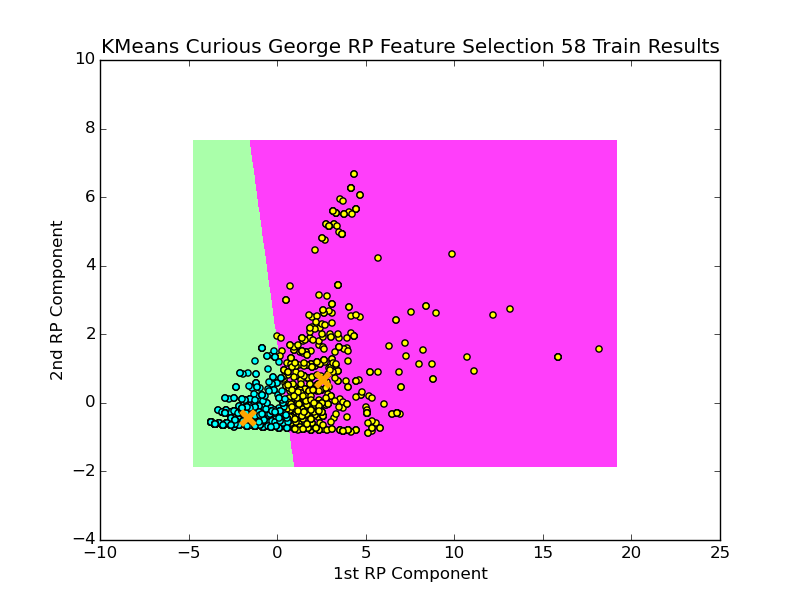 KMeans Curious George RP Feature Selection 58 Train Results
10
8
6
4
2
0
−2
−4
2nd RP Component
−10 −5 0 5 10 15 20 25
1st RP Component